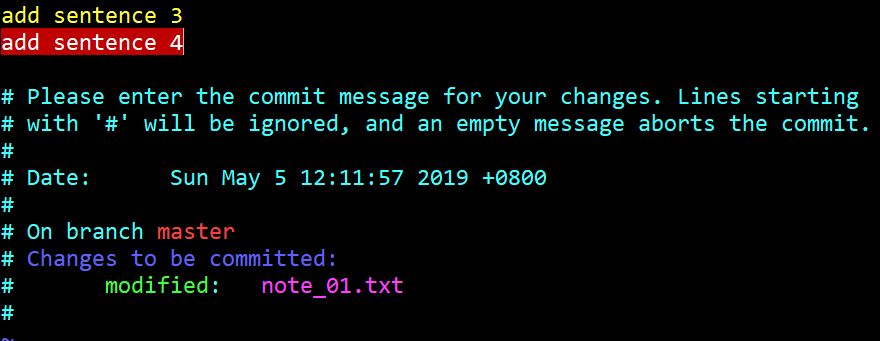 add sentence 3
add sentence 4
# Please enter the commit message for your changes. Lines starting
# with '#' will be ignored, and an empty message aborts the commit.
#
# Date:      Sun May 5 12:11:57 2019 +0800
#
# On branch master
# Changes to be committed:
#       modified:   note_01.txt
#
~